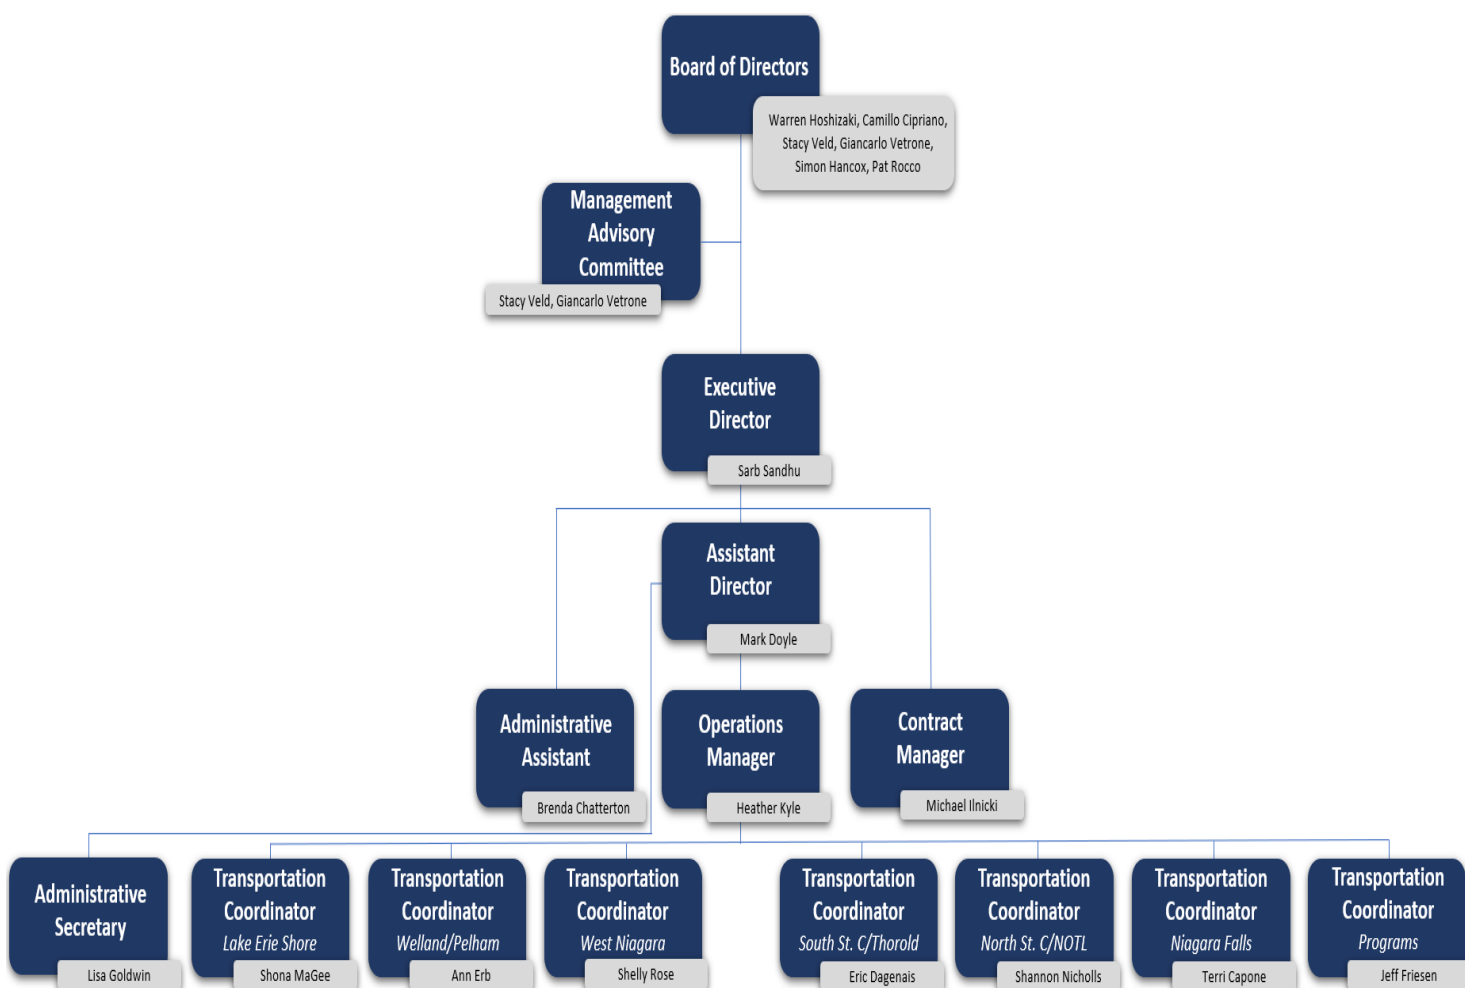 Board of Directors
Warren Hoshizaki, Camillo Cipriano,
Stacy Veld, Giancarlo Vetrone,
Simon Hancox, Pat Rocco
Management
Advisory
Committee
Stacy Veld, Giancarlo Vetrone
Executive
Director
Sarb Sandhu
Assistant
Director
Mark Doyle
Administrative
Assistant
Brenda Chatterton
Operations
Manager
Heather Kyle
Contract
Manager
Michael Ilnicki
Administrative
Secretary
Lisa Goldwin
Transportation
Coordinator
Lake Erie Shore
Shona MaGee
Transportation
Coordinator
Welland/Pelham
Ann Erb
Transportation
Coordinator
West Niagara
Shelly Rose
Transportation
Coordinator
South St. C/Thorold
Eric Dagenais
Transportation
Coordinator
North St. C/NOTL
Shannon Nicholls
Transportation
Coordinator
Niagara Falls
Terri Capone
Transportation
Coordinator
Programs
Jeff Friesen